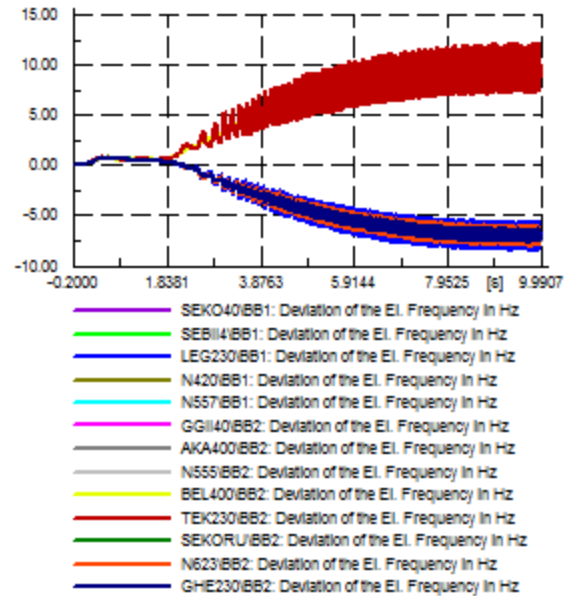 15.00
10.00
5.00
0.00
-5.00
-10.00
-0.2000 1.8381 3.8763 5.9144 7.9525 [s] 9.9907
SEKO40\BB1: Deviation of the El. Frequency in Hz
SEBII4\BB1: Deviation of the El. Frequency in Hz
LEG230\BB1: Deviation of the El. Frequency in Hz
N420\BB1: Deviation of the El. Frequency in Hz
N557\BB1: Deviation of the El. Frequency in Hz
GGII40\BB2: Deviation of the El. Frequency in Hz
AKA400\BB2: Deviation of the El. Frequency in Hz
N555\BB2: Deviation of the El. Frequency in Hz
BEL400\BB2: Deviation of the El. Frequency in Hz
TEK230\BB2: Deviation of the El. Frequency in Hz
SEKORU\BB2: Deviation of the El. Frequency in Hz
N623\BB2: Deviation of the El. Frequency in Hz
GHE230\BB2: Deviation of the El. Frequency in Hz